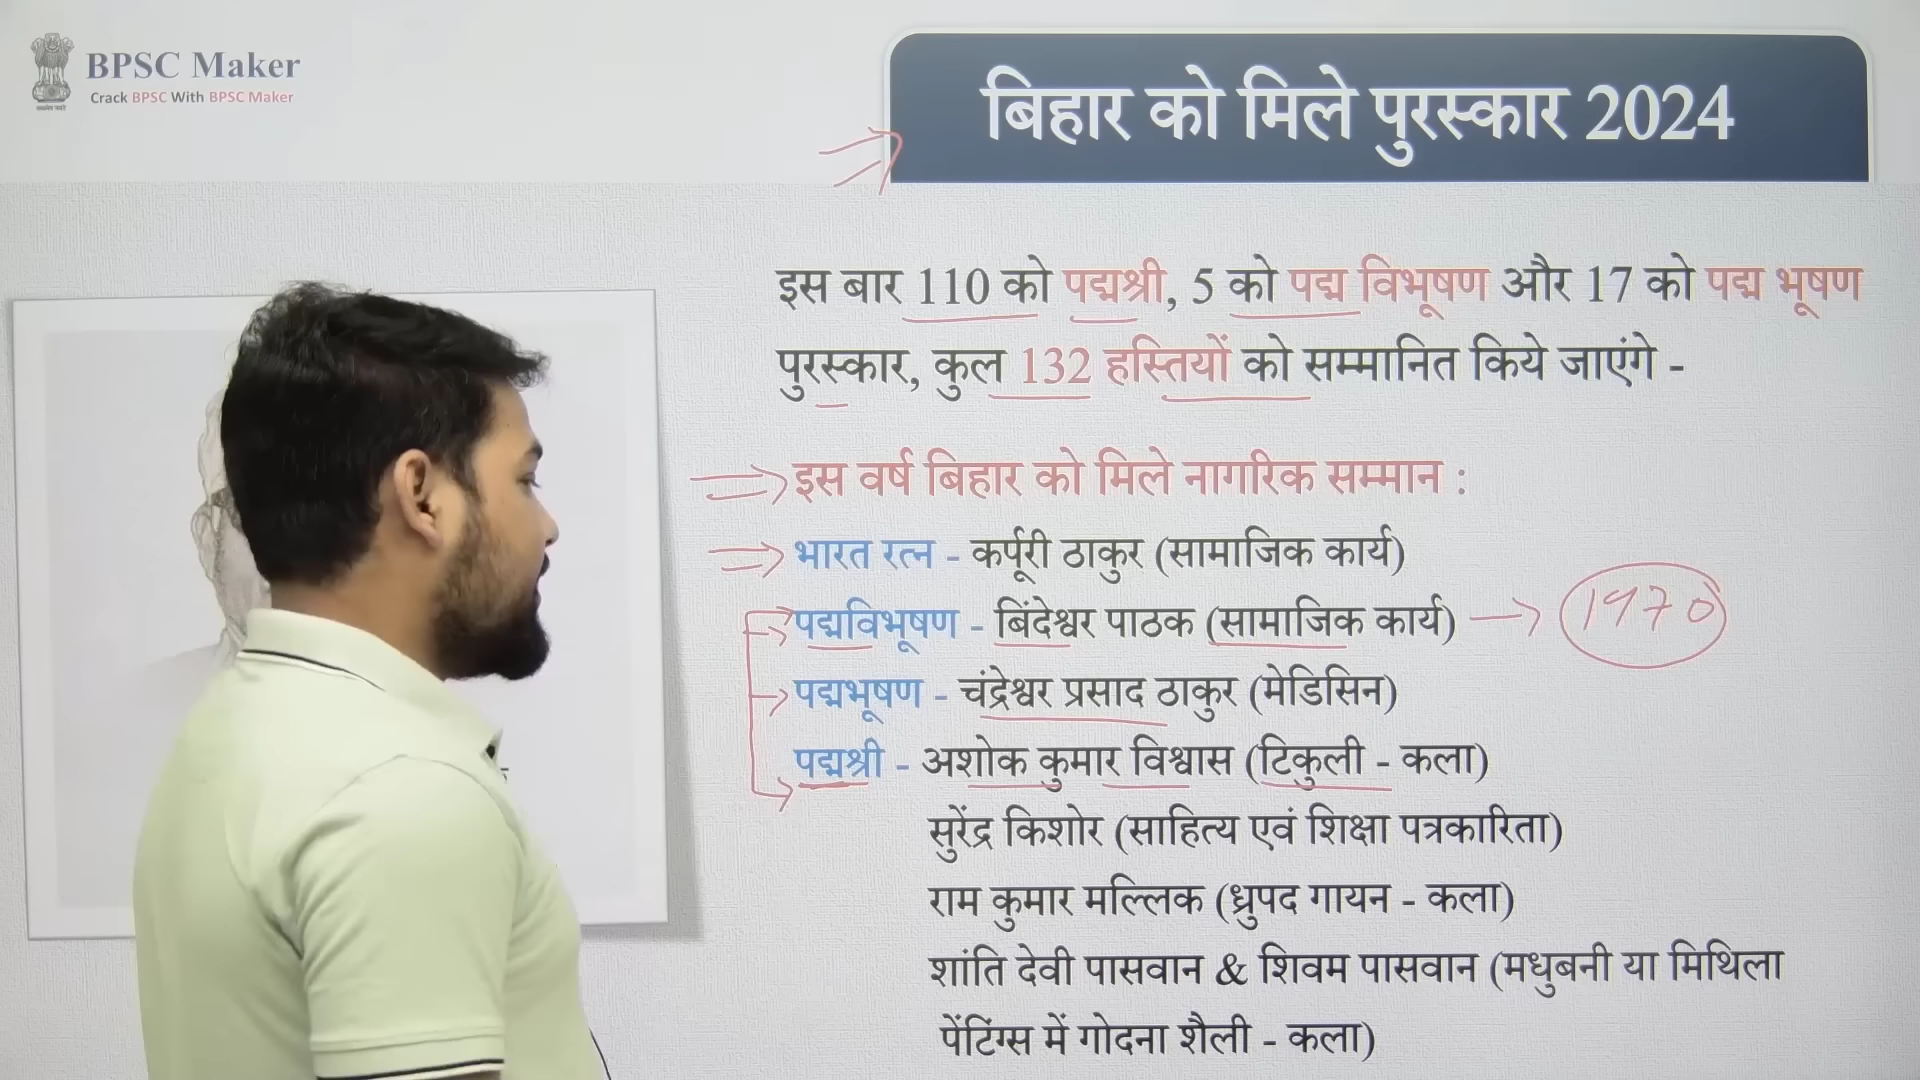 BPSC Maker
Crack BPSC With BPSC Maker
बिहार को मिले पुरस्कार 2024
इस बार 110 को पद्मश्री, 5 को पद्म विभूषण और 17 को पद्म भूषण
पुरस्कार, कुल 132 हस्तियों को सम्मानित किये जाएंगे -
इस वर्ष बिहार को मिले नागरिक सम्मान :
भारत रत्न - कर्पूरी ठाकुर (सामाजिक कार्य)
पद्मविभूषण - बिंदेश्वर पाठक (सामाजिक कार्य) 1970
पद्मभूषण - चंद्रेश्वर प्रसाद ठाकुर (मेडिसिन)
पद्मश्री - अशोक कुमार विश्वास (टिकुली - कला)
सुरेंद्र किशोर (साहित्य एवं शिक्षा पत्रकारिता)
राम कुमार मल्लिक (ध्रुपद गायन - कला)
शांति देवी पासवान & शिवम पासवान (मधुबनी या मिथिला
पेंटिंग्स में गोदना शैली - कला)